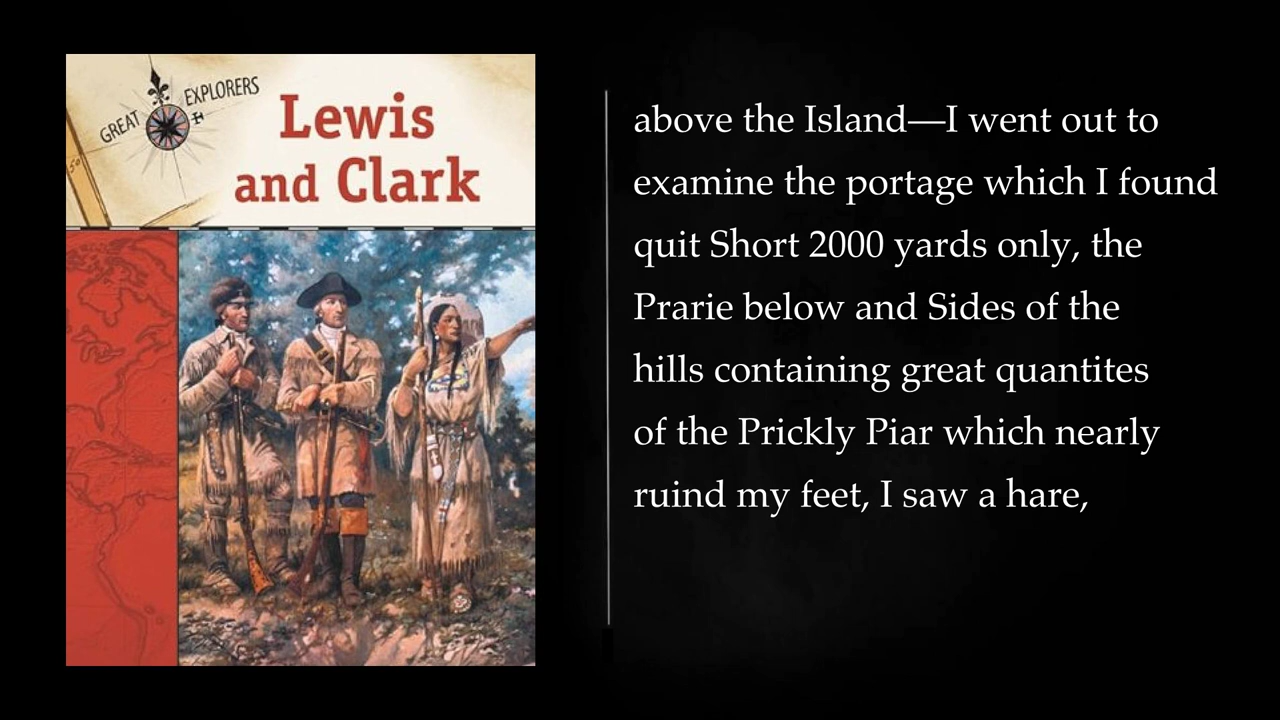 GREAT EXPLORERS
Lewis
and Clark
above the Island—I went out to
examine the portage which I found
quit Short 2000 yards only, the
Prarie below and Sides of the
hills containing great quantites
of the Prickly Piar which nearly
ruind my feet, I saw a hare,